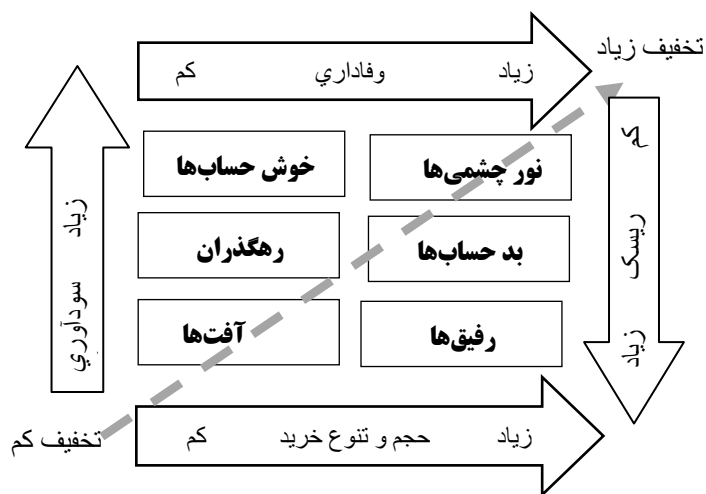 تخفیف زیاد
کم وفاداري زیاد
خوش حساب‌ها
نور چشمی‌ها
رهگذران
بد حساب‌ها
آفت‌ها
رفیق‌ها
سودآوري زیاد
کم ریسک زیاد
تخفیف کم
کم حجم و تنوع خرید زیاد